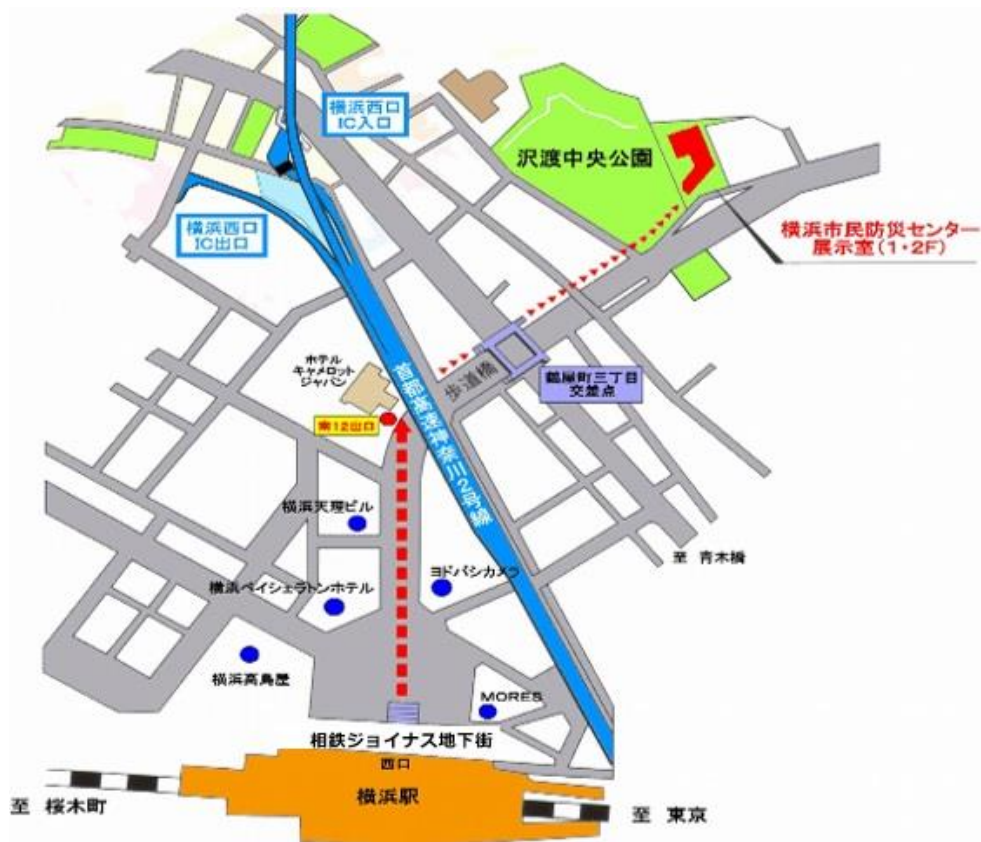 横浜西口
IC入口
沢渡中央公園
横浜西口
IC出口
横浜市民防災センター
展示室(1・2F)
ホテル
キャメロット
ジャパン
歩道橋
鶴屋町三丁目
交差点
南12出口
首都高速神奈川2号線
横浜天理ビル
至 青木橋
ヨドバシカメラ
横浜ベイシェラトンホテル
横浜高島屋
MORES
相鉄ジョイナス地下街
西口
横浜駅
至 桜木町
至 東京